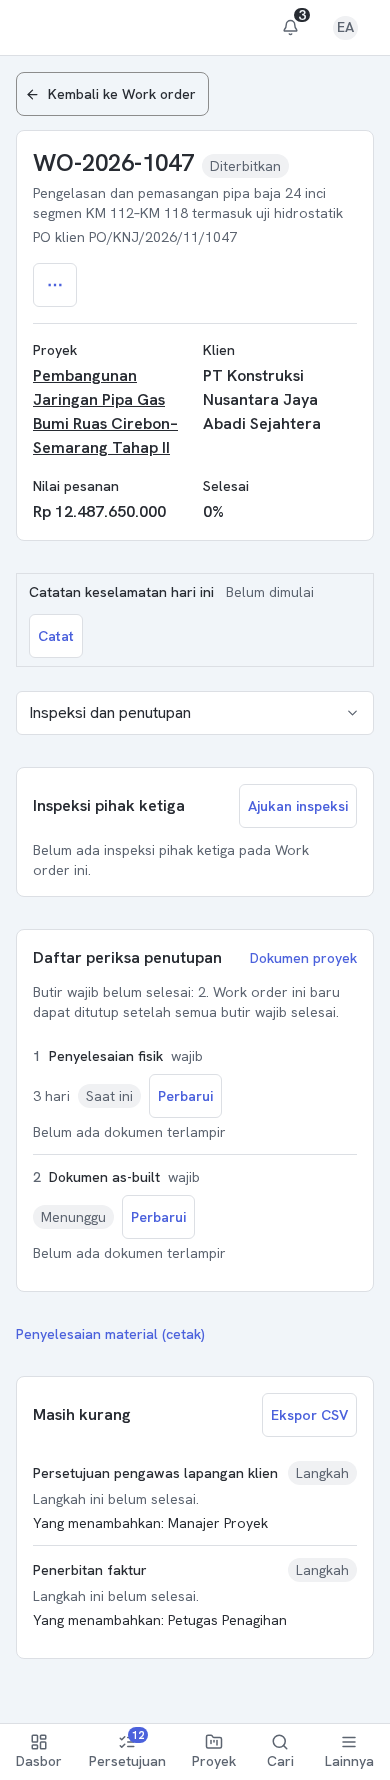 3
EA
Kembali ke Work order
WO-2026-1047 Diterbitkan
Pengelasan dan pemasangan pipa baja 24 inci
segmen KM 112–KM 118 termasuk uji hidrostatik
PO klien PO/KNJ/2026/11/1047
Proyek
Pembangunan
Jaringan Pipa Gas
Bumi Ruas Cirebon–
Semarang Tahap II
Klien
PT Konstruksi
Nusantara Jaya
Abadi Sejahtera
Nilai pesanan
Rp 12.487.650.000
Selesai
0%
Catatan keselamatan hari ini Belum dimulai
Catat
Inspeksi dan penutupan
Inspeksi pihak ketiga
Ajukan inspeksi
Belum ada inspeksi pihak ketiga pada Work
order ini.
Daftar periksa penutupan
Dokumen proyek
Butir wajib belum selesai: 2. Work order ini baru
dapat ditutup setelah semua butir wajib selesai.
1 Penyelesaian fisik wajib
3 hari Saat ini Perbarui
Belum ada dokumen terlampir
2 Dokumen as-built wajib
Menunggu Perbarui
Belum ada dokumen terlampir
Penyelesaian material (cetak)
Masih kurang
Ekspor CSV
Persetujuan pengawas lapangan klien Langkah
Langkah ini belum selesai.
Yang menambahkan: Manajer Proyek
Penerbitan faktur Langkah
Langkah ini belum selesai.
Yang menambahkan: Petugas Penagihan
12
Dasbor Persetujuan Proyek Cari Lainnya